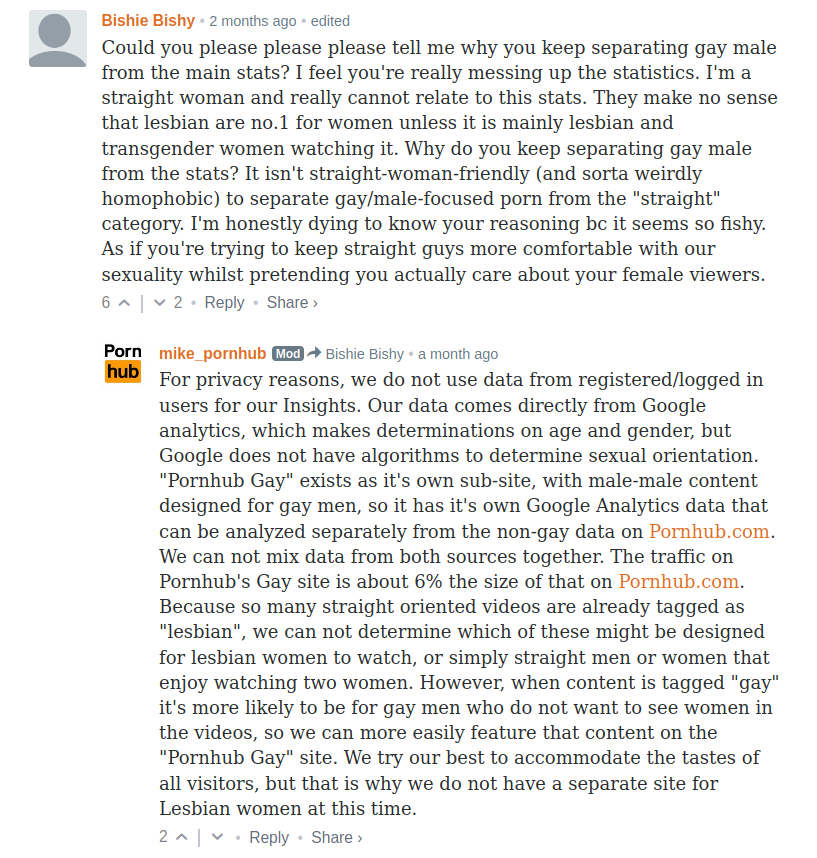 Bishie Bishy • 2 months ago • edited
Could you please please please tell me why you keep separating gay male
from the main stats? I feel you're really messing up the statistics. I'm a
straight woman and really cannot relate to this stats. They make no sense
that lesbian are no.1 for women unless it is mainly lesbian and
transgender women watching it. Why do you keep separating gay male
from the stats? It isn't straight-woman-friendly (and sorta weirdly
homophobic) to separate gay/male-focused porn from the "straight"
category. I'm honestly dying to know your reasoning bc it seems so fishy.
As if you're trying to keep straight guys more comfortable with our
sexuality whilst pretending you actually care about your female viewers.
6 | 2 • Reply • Share ›
Porn
hub
mike_pornhub Mod Bishie Bishy • a month ago
For privacy reasons, we do not use data from registered/logged in
users for our Insights. Our data comes directly from Google
analytics, which makes determinations on age and gender, but
Google does not have algorithms to determine sexual orientation.
"Pornhub Gay" exists as it's own sub-site, with male-male content
designed for gay men, so it has it's own Google Analytics data that
can be analyzed separately from the non-gay data on Pornhub.com.
We can not mix data from both sources together. The traffic on
Pornhub's Gay site is about 6% the size of that on Pornhub.com.
Because so many straight oriented videos are already tagged as
"lesbian", we can not determine which of these might be designed
for lesbian women to watch, or simply straight men or women that
enjoy watching two women. However, when content is tagged "gay"
it's more likely to be for gay men who do not want to see women in
the videos, so we can more easily feature that content on the
"Pornhub Gay" site. We try our best to accommodate the tastes of
all visitors, but that is why we do not have a separate site for
Lesbian women at this time.
2 | • Reply • Share ›